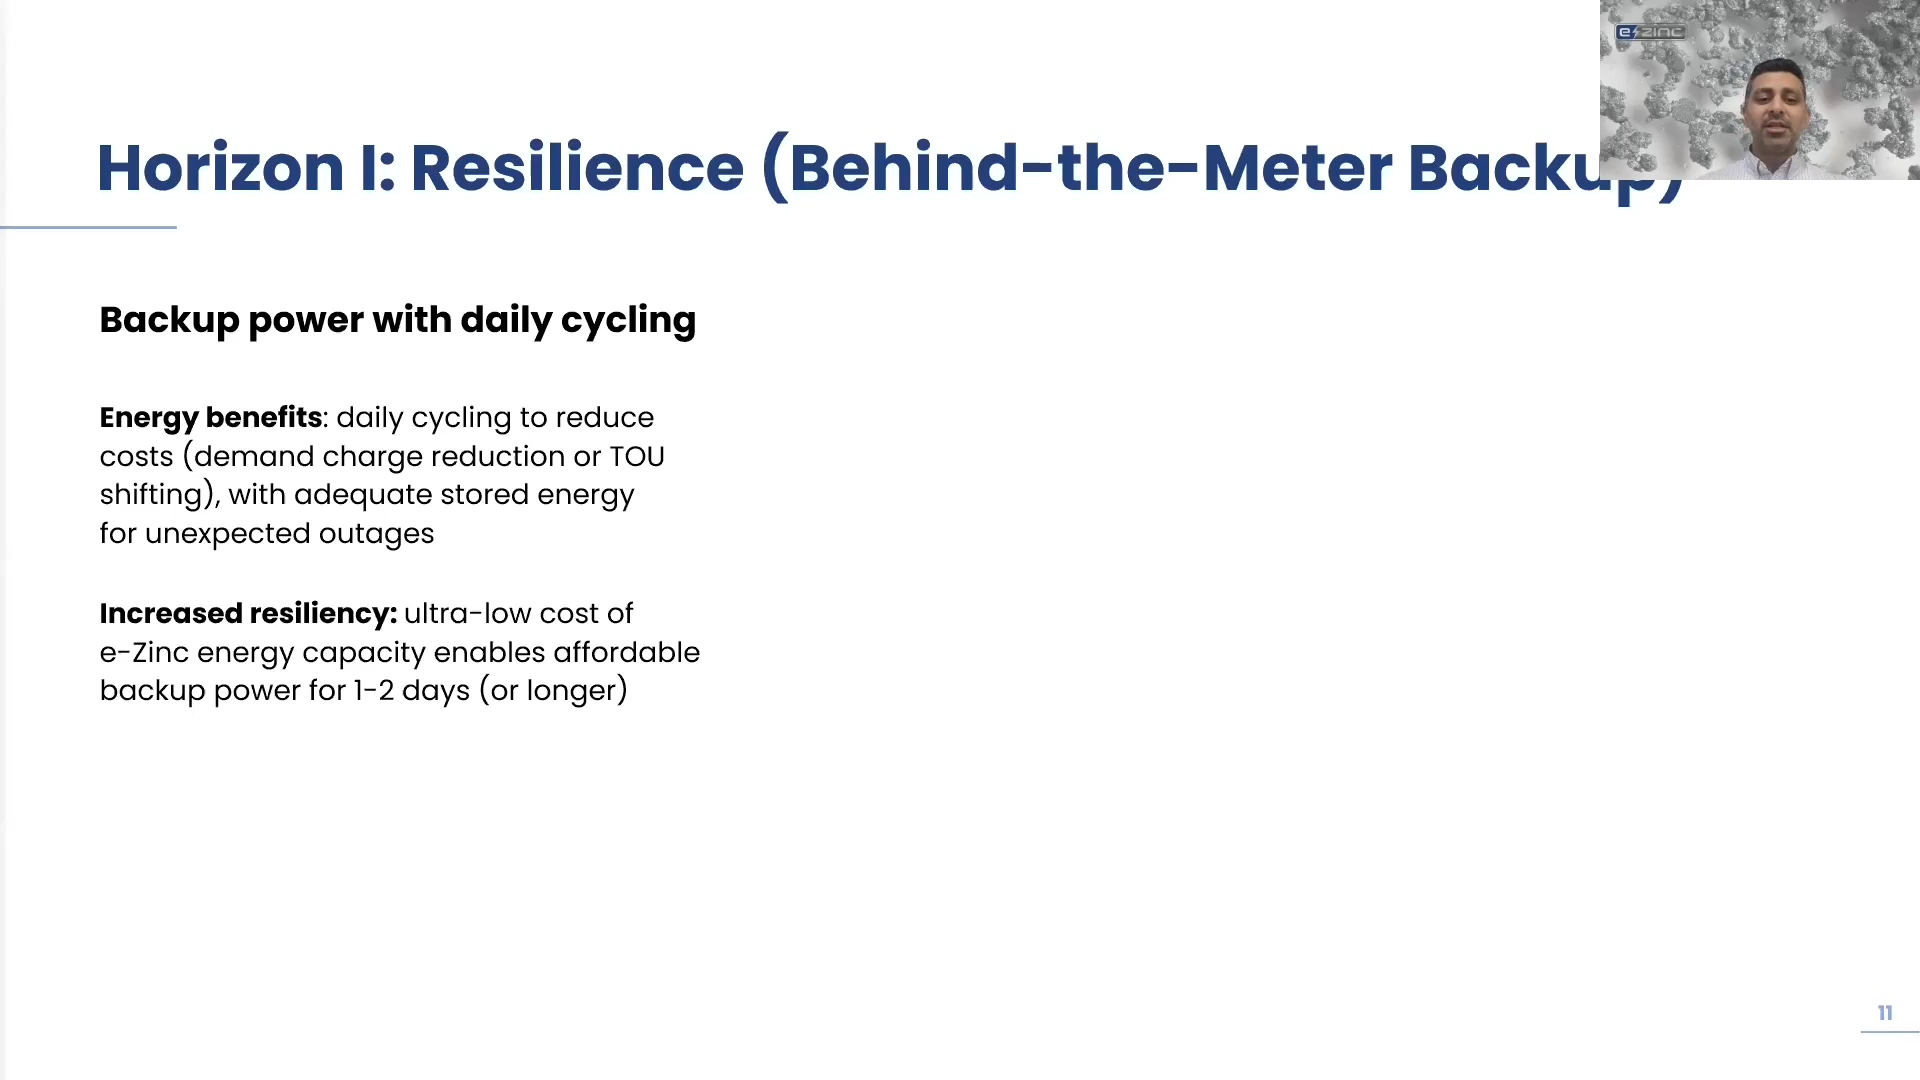 e zinc
Horizon I: Resilience (Behind-the-Meter Backup)
Backup power with daily cycling
Energy benefits: daily cycling to reduce
costs (demand charge reduction or TOU
shifting), with adequate stored energy
for unexpected outages
Increased resiliency: ultra-low cost of
e-Zinc energy capacity enables affordable
backup power for 1-2 days (or longer)
11